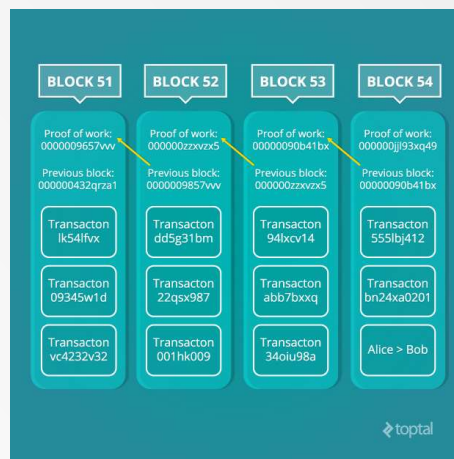 BLOCK 51
Proof of work:
0000009657vvv
Previous block:
000000432qrza1
Transacton
lk54lfvx
Transacton
09345w1d
Transacton
vc4232v32
BLOCK 52
Proof of work:
000000zzxvzx5
Previous block:
0000009857vvv
Transacton
dd5g31bm
Transacton
22qsx987
Transacton
001hk009
BLOCK 53
Proof of work:
00000090b41bx
Previous block:
000000zzxvzx5
Transacton
94lxcv14
Transacton
abb7bxxq
Transacton
34oiu98a
BLOCK 54
Proof of work:
000000jjl93xq49
Previous block:
00000090b41bx
Transacton
555lbj412
Transacton
bn24xa0201
Alice > Bob
toptal